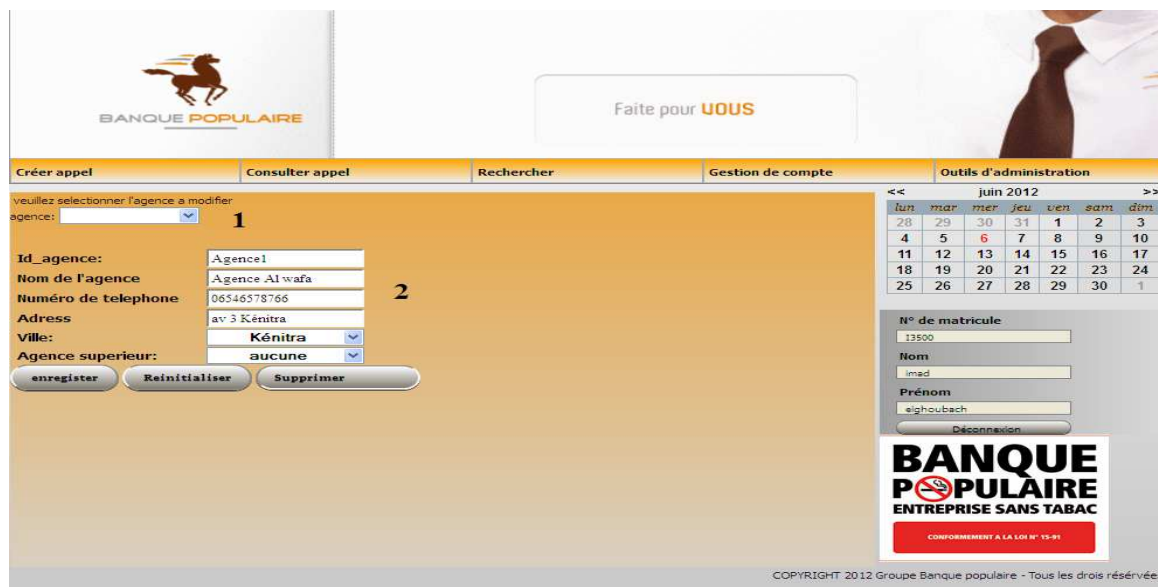 BANQUE POPULAIRE
Faite pour VOUS
Créer appel Consulter appel Rechercher Gestion de compte Outils d'administration
veuillez selectionner l'agence a modifier
agence:
1
Id_agence: Agence1
Nom de l'agence Agence Al wafa
Numéro de telephone 06546578766
Adress av 3 Kénitra
Ville: Kénitra
Agence superieur: aucune
2
enregister Reinitialiser Supprimer
<< juin 2012 >>
lun mar mer jeu ven sam dim
28 29 30 31 1 2 3
4 5 6 7 8 9 10
11 12 13 14 15 16 17
18 19 20 21 22 23 24
25 26 27 28 29 30 1
N° de matricule
13500
Nom
imad
Prénom
elghoubach
Déconnexion
BANQUE
POPULAIRE
ENTREPRISE SANS TABAC
CONFORMEMENT A LA LOI N° 15-91
COPYRIGHT 2012 Groupe Banque populaire - Tous les drois résérvée